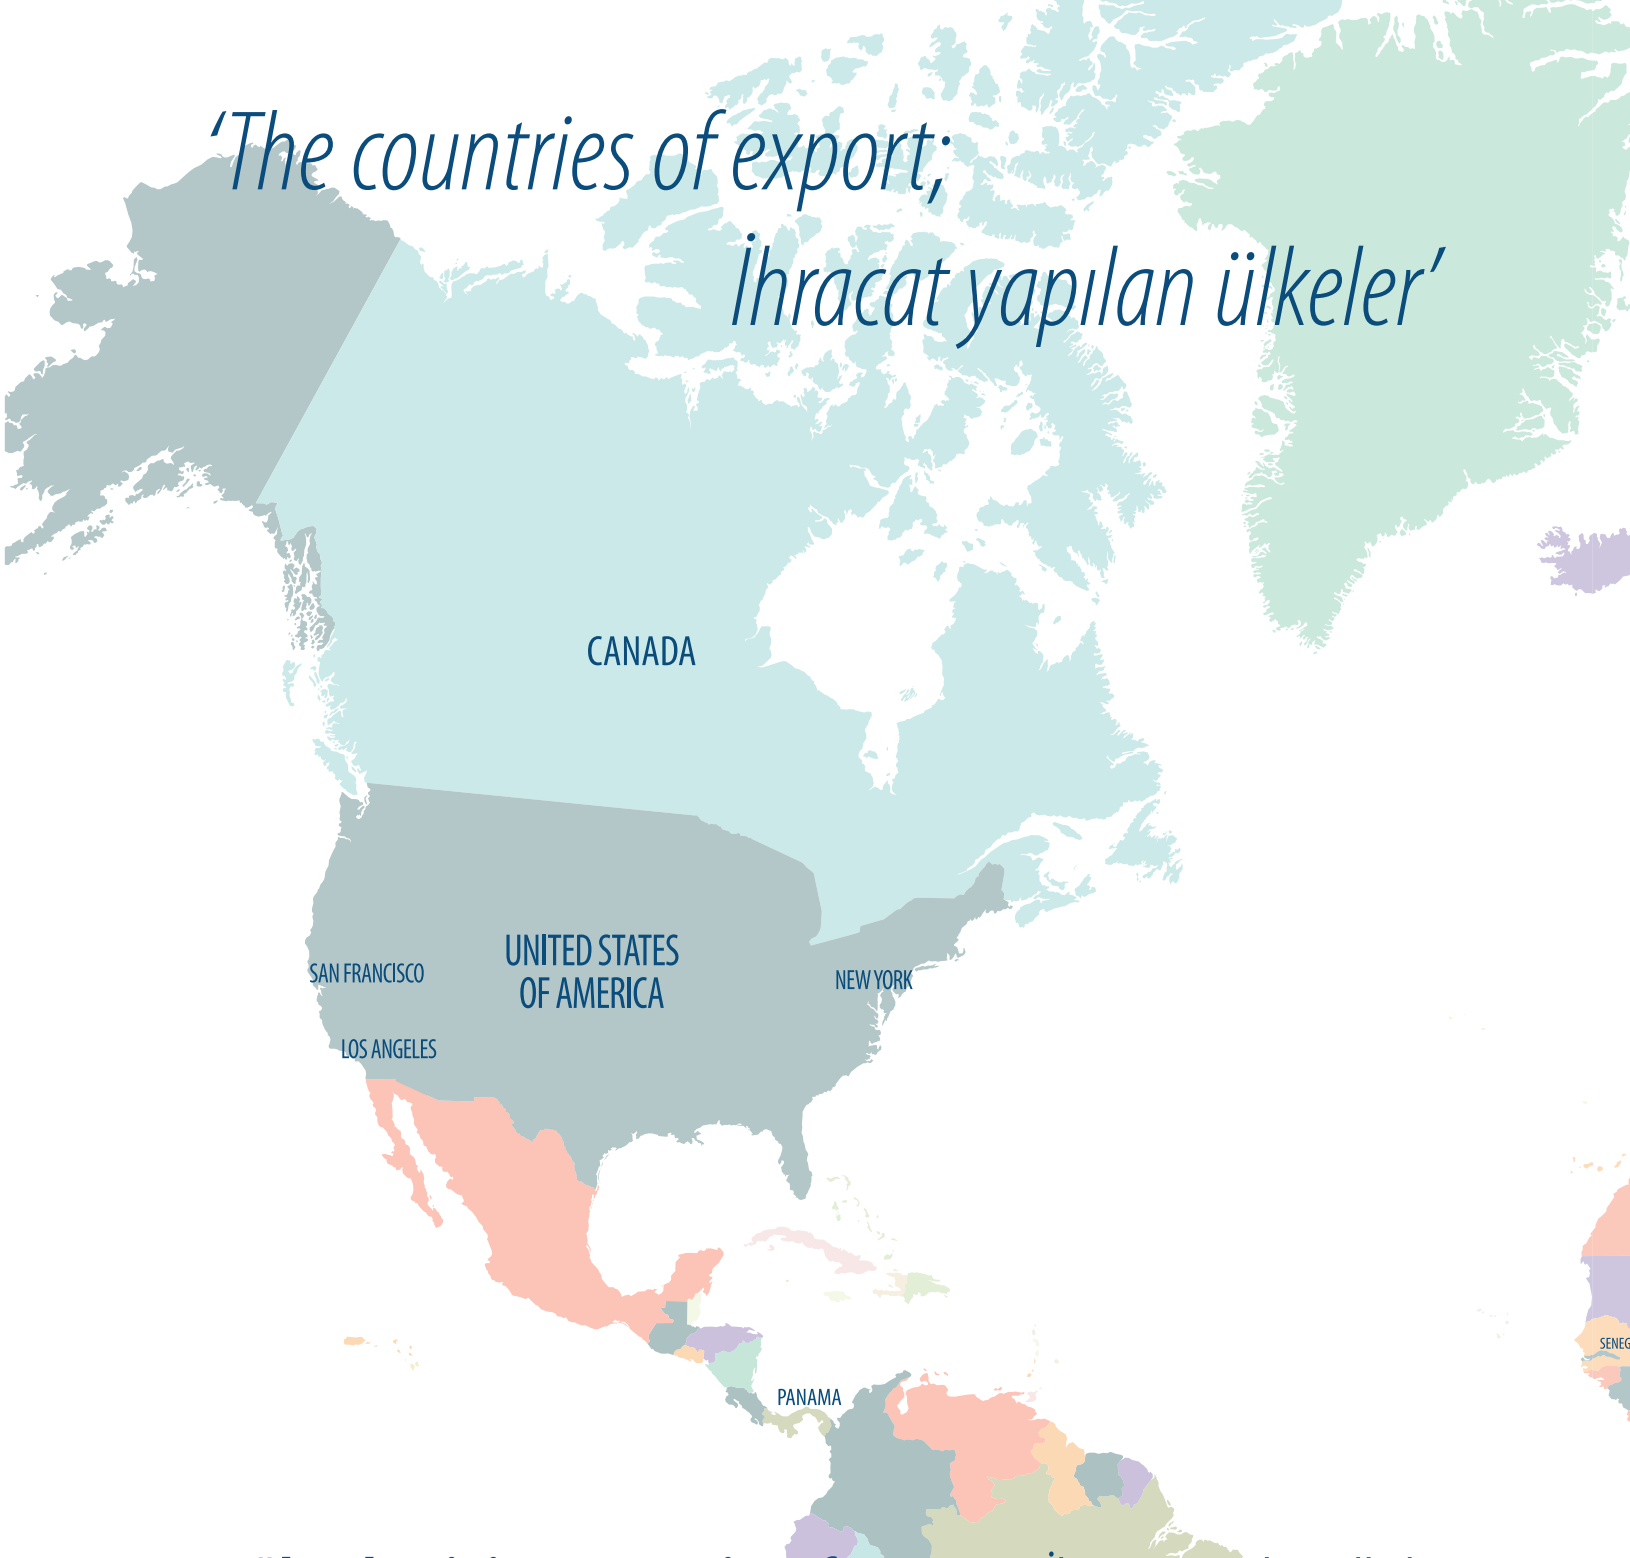 ‘The countries of export;
İhracat yapılan ülkeler’
CANADA
UNITED STATES
OF AMERICA
SAN FRANCISCO
NEW YORK
LOS ANGELES
SENEG
PANAMA